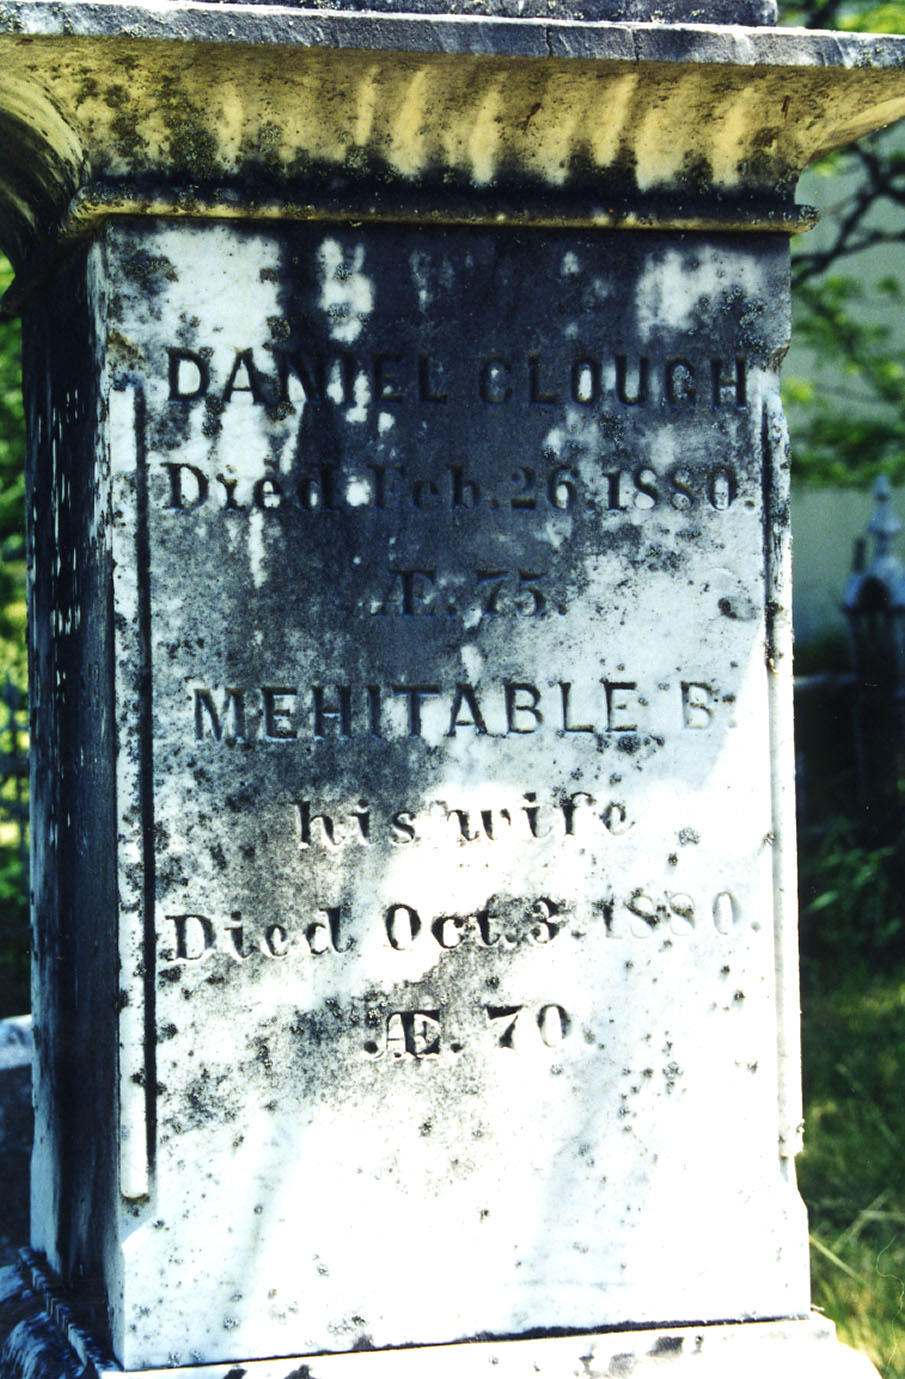 DANIEL CLOUGH
Died Feb. 26. 1880.
Æ. 75.
MEHITABLE B.
his wife
Died Oct. 3. 1880.
.Æ. 70.